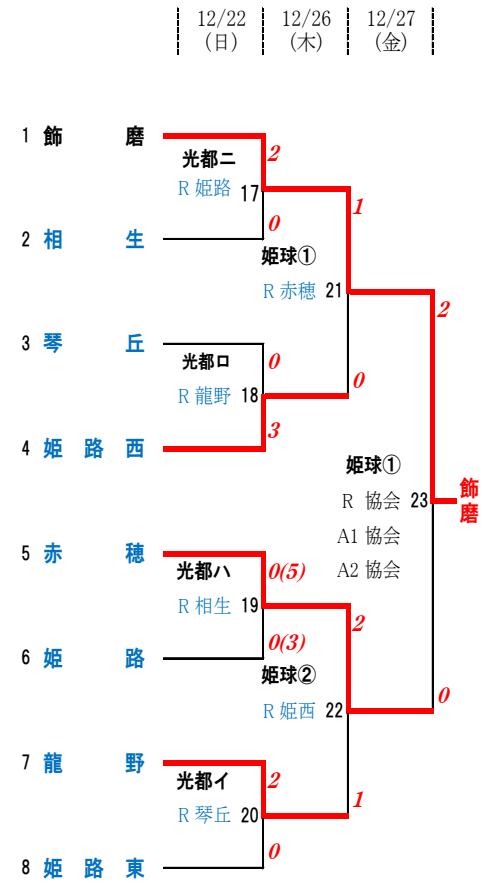 12/22 12/26 12/27
(日) (木) (金)
1 飾磨
2
光都ニ
R 姫路 17
0
2 相生
1
姫球①
R 赤穂 21
2
3 琴丘
光都ロ 0
0
R 龍野 18
3
4 姫路西
姫球①
R 協会 23
飾磨
A1 協会
A2 協会
5 赤穂
光都ハ 0(5)
R 相生 19
2
0(3)
6 姫路
姫球②
0
R 姫西 22
7 龍野
光都イ 2
1
R 琴丘 20
0
8 姫路東